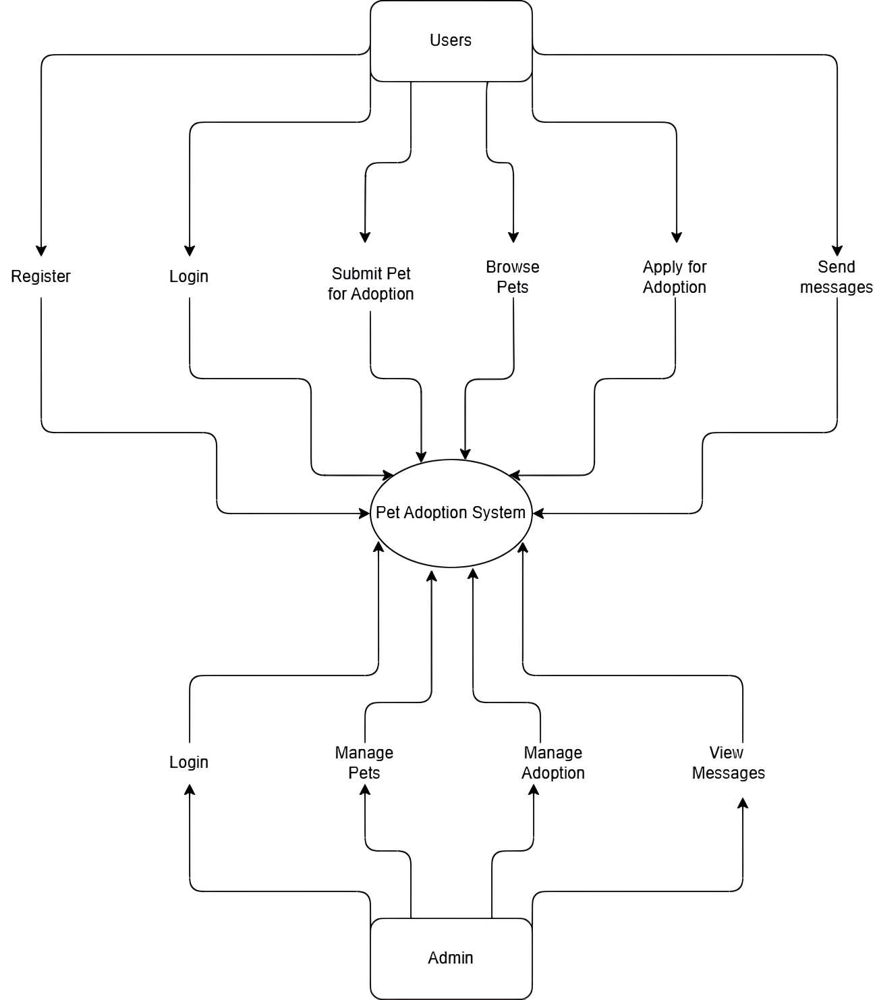 Users
Register
Login
Submit Pet
for Adoption
Browse
Pets
Apply for
Adoption
Send
messages
Pet Adoption System
Login
Manage
Pets
Manage
Adoption
View
Messages
Admin